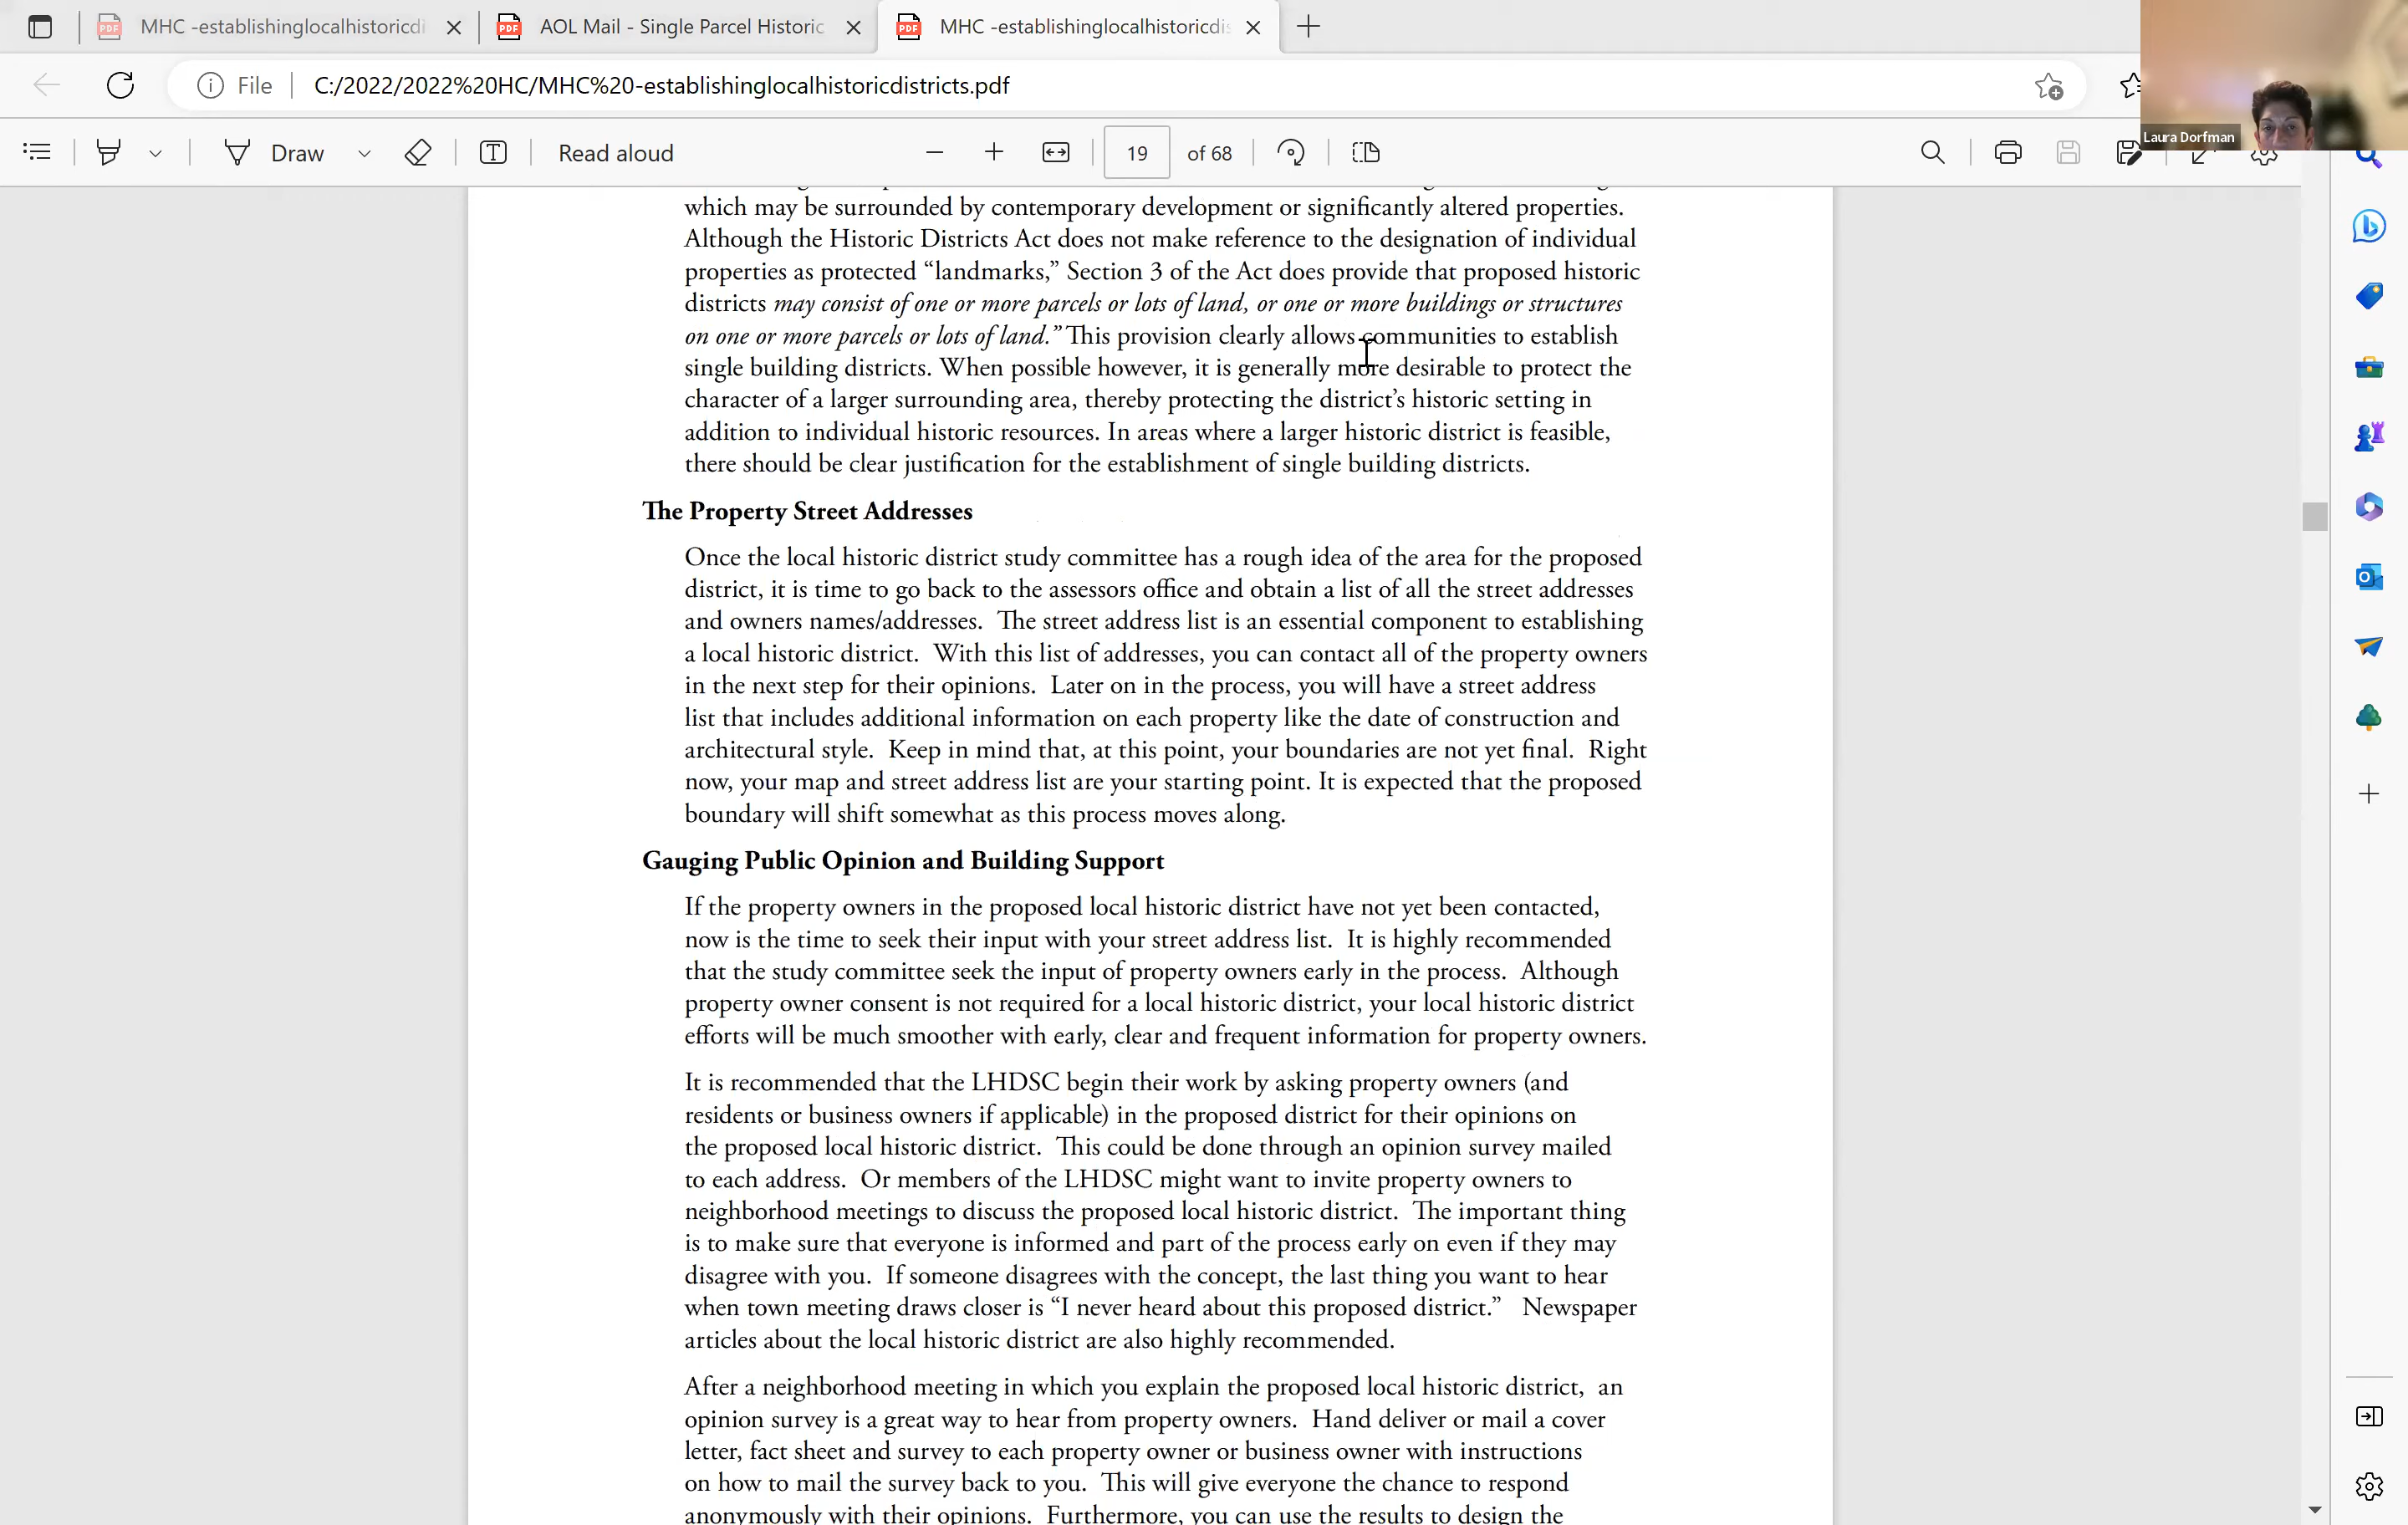 MHC -establishinglocalhistoricdi
AOL Mail - Single Parcel Historic
MHC -establishinglocalhistoricdis
File
C:/2022/2022%20HC/MHC%20-establishinglocalhistoricdistricts.pdf
Laura Dorfman
Draw
Read aloud
19
of 68
which may be surrounded by contemporary development or significantly altered properties.
Although the Historic Districts Act does not make reference to the designation of individual
properties as protected “landmarks,” Section 3 of the Act does provide that proposed historic
districts may consist of one or more parcels or lots of land, or one or more buildings or structures
on one or more parcels or lots of land.” This provision clearly allows communities to establish
single building districts. When possible however, it is generally more desirable to protect the
character of a larger surrounding area, thereby protecting the district’s historic setting in
addition to individual historic resources. In areas where a larger historic district is feasible,
there should be clear justification for the establishment of single building districts.
The Property Street Addresses
Once the local historic district study committee has a rough idea of the area for the proposed
district, it is time to go back to the assessors office and obtain a list of all the street addresses
and owners names/addresses. The street address list is an essential component to establishing
a local historic district. With this list of addresses, you can contact all of the property owners
in the next step for their opinions. Later on in the process, you will have a street address
list that includes additional information on each property like the date of construction and
architectural style. Keep in mind that, at this point, your boundaries are not yet final. Right
now, your map and street address list are your starting point. It is expected that the proposed
boundary will shift somewhat as this process moves along.
Gauging Public Opinion and Building Support
If the property owners in the proposed local historic district have not yet been contacted,
now is the time to seek their input with your street address list. It is highly recommended
that the study committee seek the input of property owners early in the process. Although
property owner consent is not required for a local historic district, your local historic district
efforts will be much smoother with early, clear and frequent information for property owners.
It is recommended that the LHDSC begin their work by asking property owners (and
residents or business owners if applicable) in the proposed district for their opinions on
the proposed local historic district. This could be done through an opinion survey mailed
to each address. Or members of the LHDSC might want to invite property owners to
neighborhood meetings to discuss the proposed local historic district. The important thing
is to make sure that everyone is informed and part of the process early on even if they may
disagree with you. If someone disagrees with the concept, the last thing you want to hear
when town meeting draws closer is “I never heard about this proposed district.” Newspaper
articles about the local historic district are also highly recommended.
After a neighborhood meeting in which you explain the proposed local historic district, an
opinion survey is a great way to hear from property owners. Hand deliver or mail a cover
letter, fact sheet and survey to each property owner or business owner with instructions
on how to mail the survey back to you. This will give everyone the chance to respond
anonymously with their opinions. Furthermore, you can use the results to design the